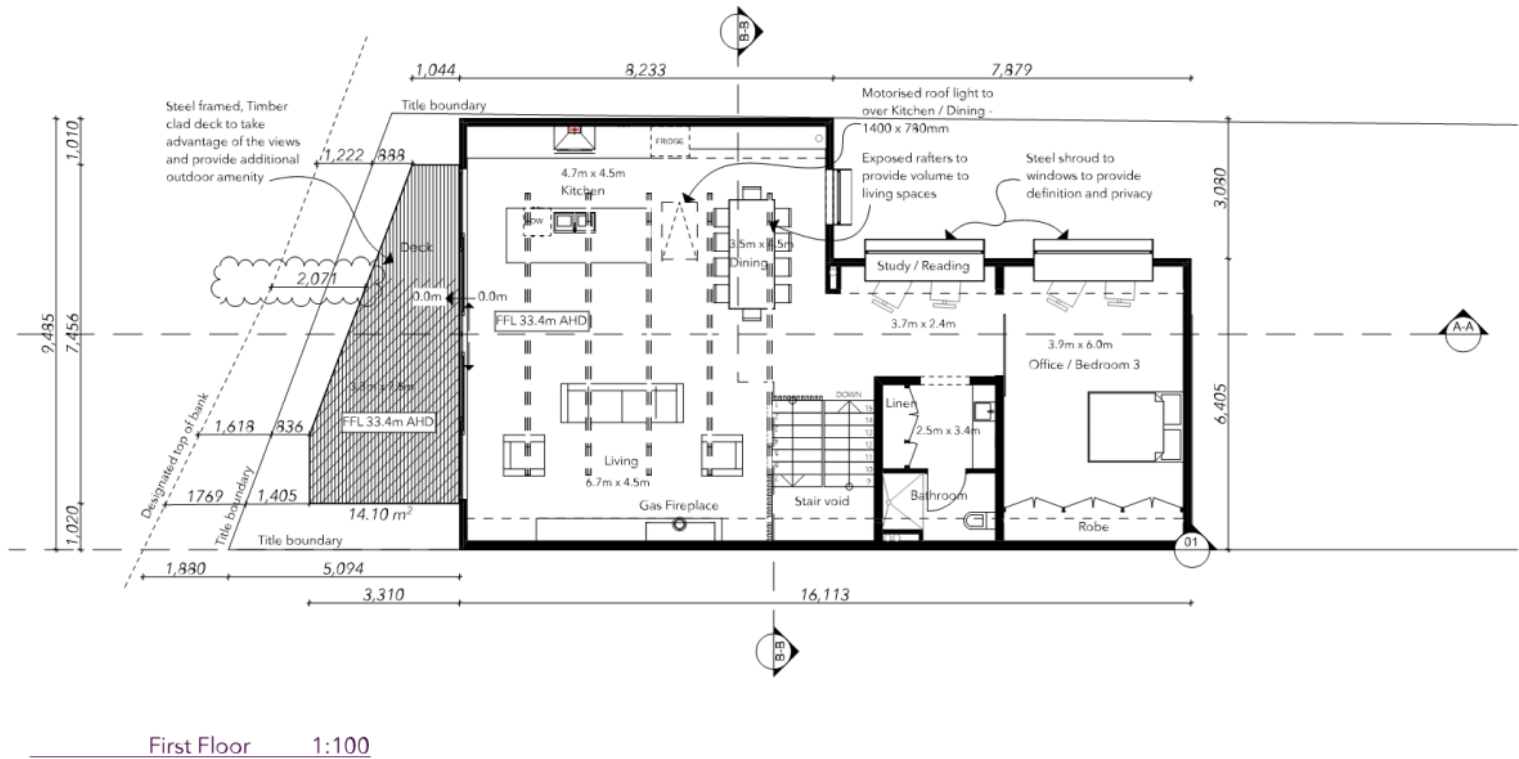 B-B
1,044
8,233
7,879
Steel framed, Timber
clad deck to take
advantage of the views
and provide additional
outdoor amenity
Title boundary
Motorised roof light to
over Kitchen / Dining -
1400 x 780mm
Exposed rafters to
provide volume to
living spaces
Steel shroud to
windows to provide
definition and privacy
1,010
1,222
888
FRIDGE
4.7m x 4.5m
Kitchen
3,080
Deck
3.5m x 4.5m
Dining
Study / Reading
2,071
0.0m
0.0m
FFL 33.4m AHD
3.7m x 2.4m
9,485
7,456
A-A
3.9m x 6.0m
Office / Bedroom 3
FFL 33.4m AHD
DOWN
Linen
2.5m x 3.4m
6,405
Designated top of bank
1,618
836
Living
6.7m x 4.5m
1769
1,405
14.10 m²
Gas Fireplace
Stair void
Bathroom
Robe
1,020
Title boundary
Title boundary
01
1,880
5,094
3,310
16,113
B-B
First Floor 1:100